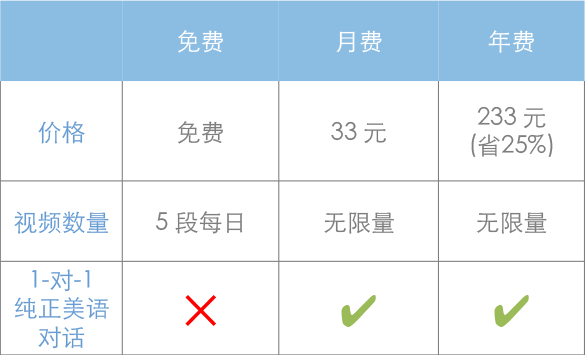 免费
月费
年费
价格
免费
33 元
233 元
(省25%)
视频数量
5 段每日
无限量
无限量
1-对-1
纯正美语
对话